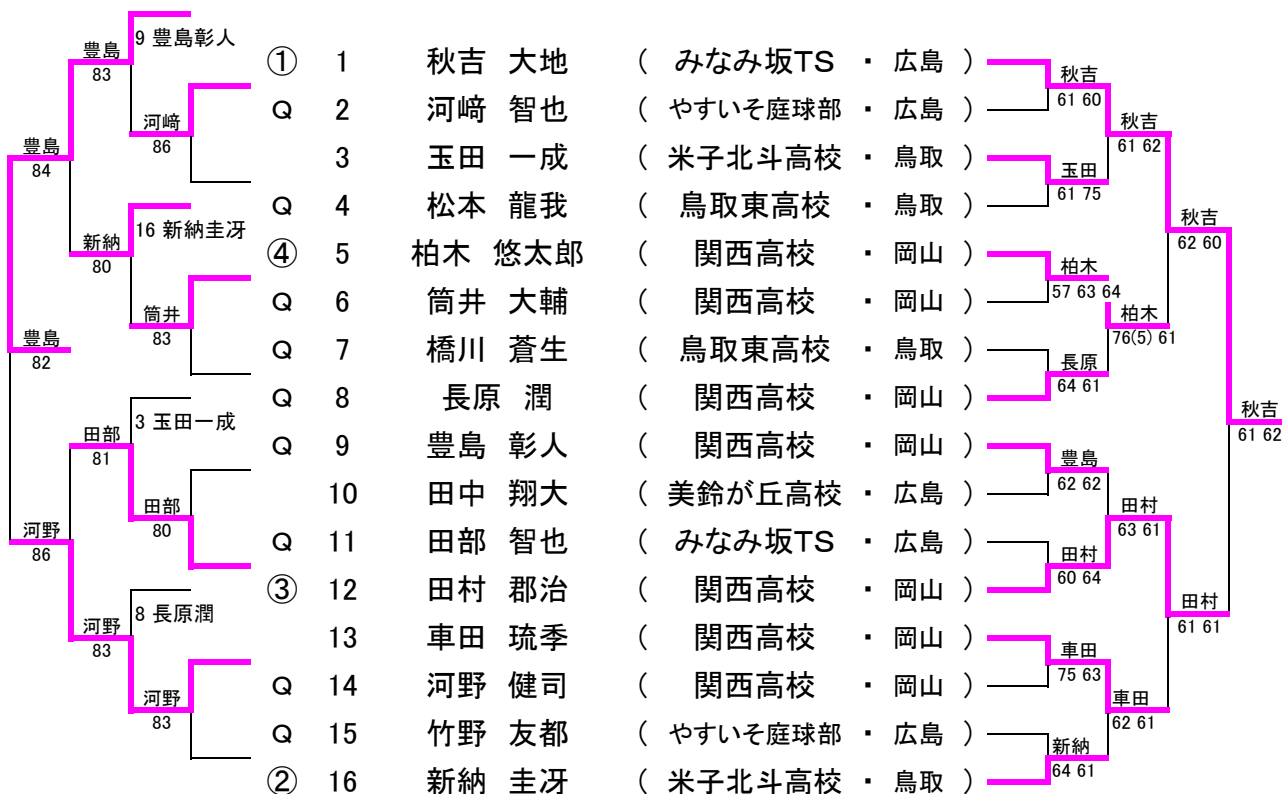 豊島
83
9 豊島彰人
河﨑
86
豊島
84
新納
80
16 新納圭冴
筒井
83
豊島
82
田部
81
3 玉田一成
田部
80
河野
86
河野
83
8 長原潤
河野
83
① 1 秋吉 大地 ( みなみ坂TS ・ 広島 )
Q 2 河﨑 智也 ( やすいそ庭球部 ・ 広島 )
3 玉田 一成 ( 米子北斗高校 ・ 鳥取 )
Q 4 松本 龍我 ( 鳥取東高校 ・ 鳥取 )
④ 5 柏木 悠太郎 ( 関西高校 ・ 岡山 )
Q 6 筒井 大輔 ( 関西高校 ・ 岡山 )
Q 7 橋川 蒼生 ( 鳥取東高校 ・ 鳥取 )
Q 8 長原 潤 ( 関西高校 ・ 岡山 )
Q 9 豊島 彰人 ( 関西高校 ・ 岡山 )
10 田中 翔大 ( 美鈴が丘高校 ・ 広島 )
Q 11 田部 智也 ( みなみ坂TS ・ 広島 )
③ 12 田村 郡治 ( 関西高校 ・ 岡山 )
13 車田 琉季 ( 関西高校 ・ 岡山 )
Q 14 河野 健司 ( 関西高校 ・ 岡山 )
Q 15 竹野 友都 ( やすいそ庭球部 ・ 広島 )
② 16 新納 圭冴 ( 米子北斗高校 ・ 鳥取 )
秋吉
61 60
玉田
61 75
柏木
57 63 64
長原
64 61
豊島
62 62
田村
60 64
車田
75 63
新納
64 61
秋吉
61 62
柏木
76(5) 61
田村
63 61
車田
62 61
秋吉
62 60
田村
61 61
秋吉
61 62